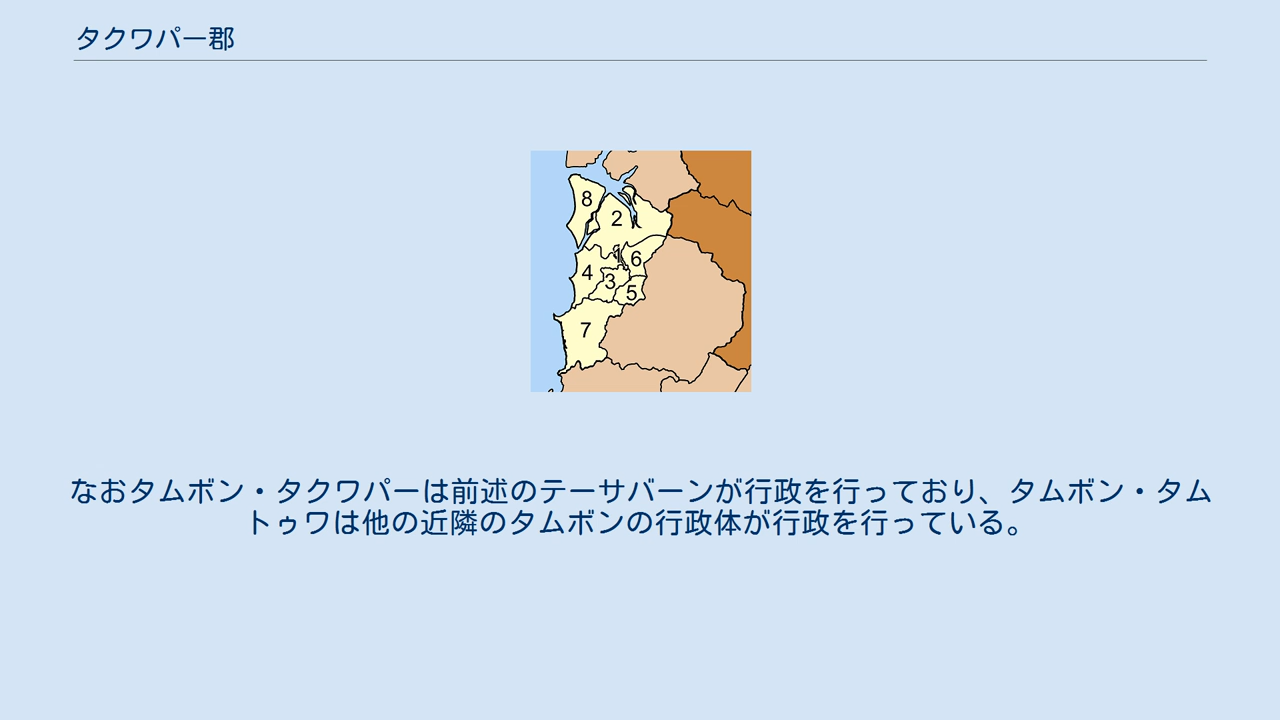 タクワパー郡
8
2
1
6
4
3
5
7
なおタムボン・タクワパーは前述のテーサバーンが行政を行っており、タムボン・タム
トゥワは他の近隣のタムボンの行政体が行政を行っている。